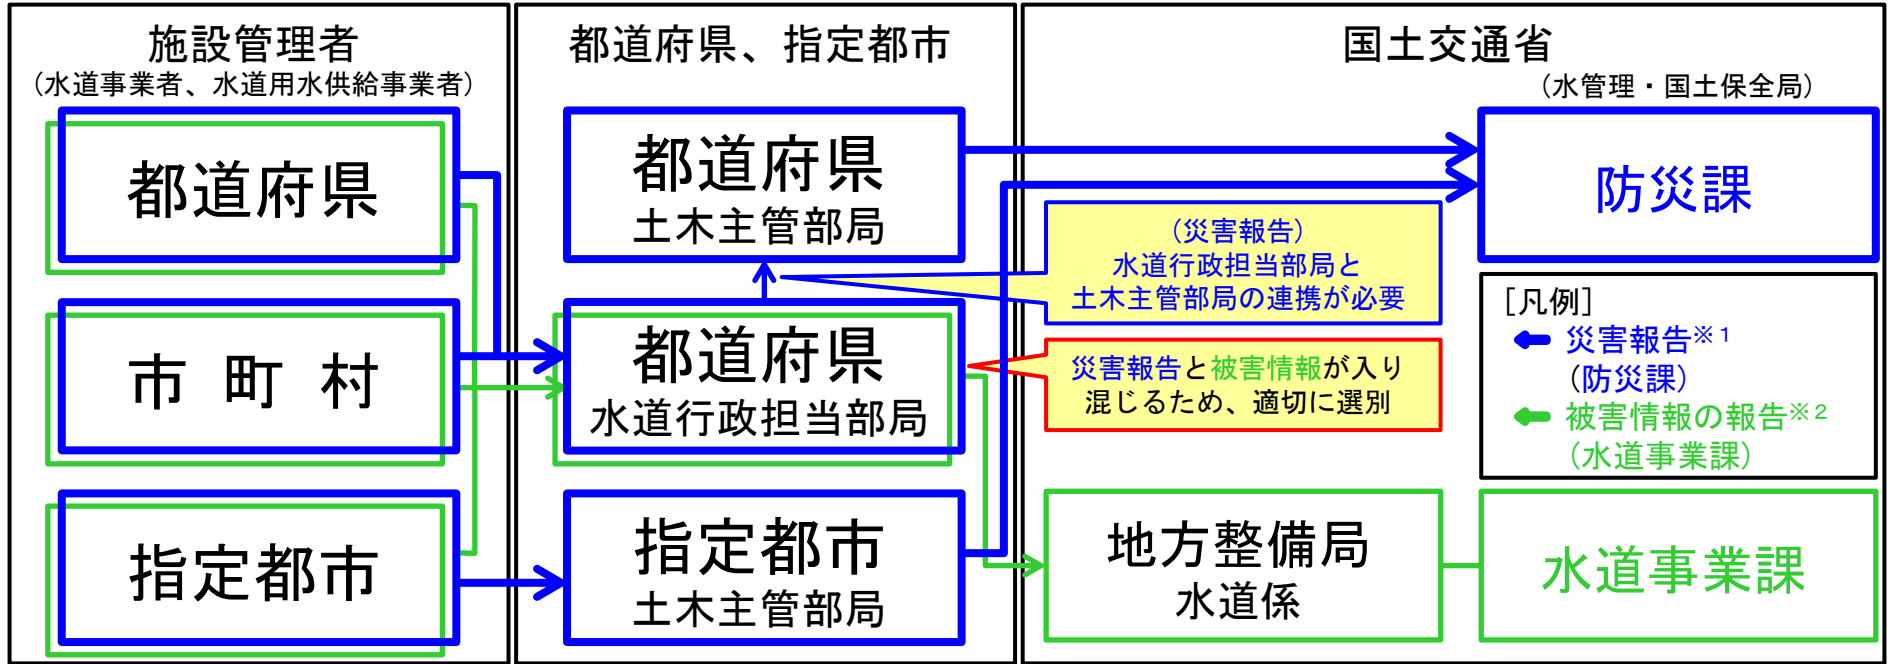 施設管理者
（水道事業者、水道用水供給事業者）
都道府県
市 町 村
指定都市
都道府県、指定都市
都道府県
土木主管部局
都道府県
水道行政担当部局
指定都市
土木主管部局
国土交通省
（水管理・国土保全局）
防災課
（災害報告）
水道行政担当部局と
土木主管部局の連携が必要
災害報告と被害情報が入り
混じるため、適切に選別
［凡例］
災害報告※1
（防災課）
被害情報の報告※2
（水道事業課）
地方整備局
水道係
水道事業課